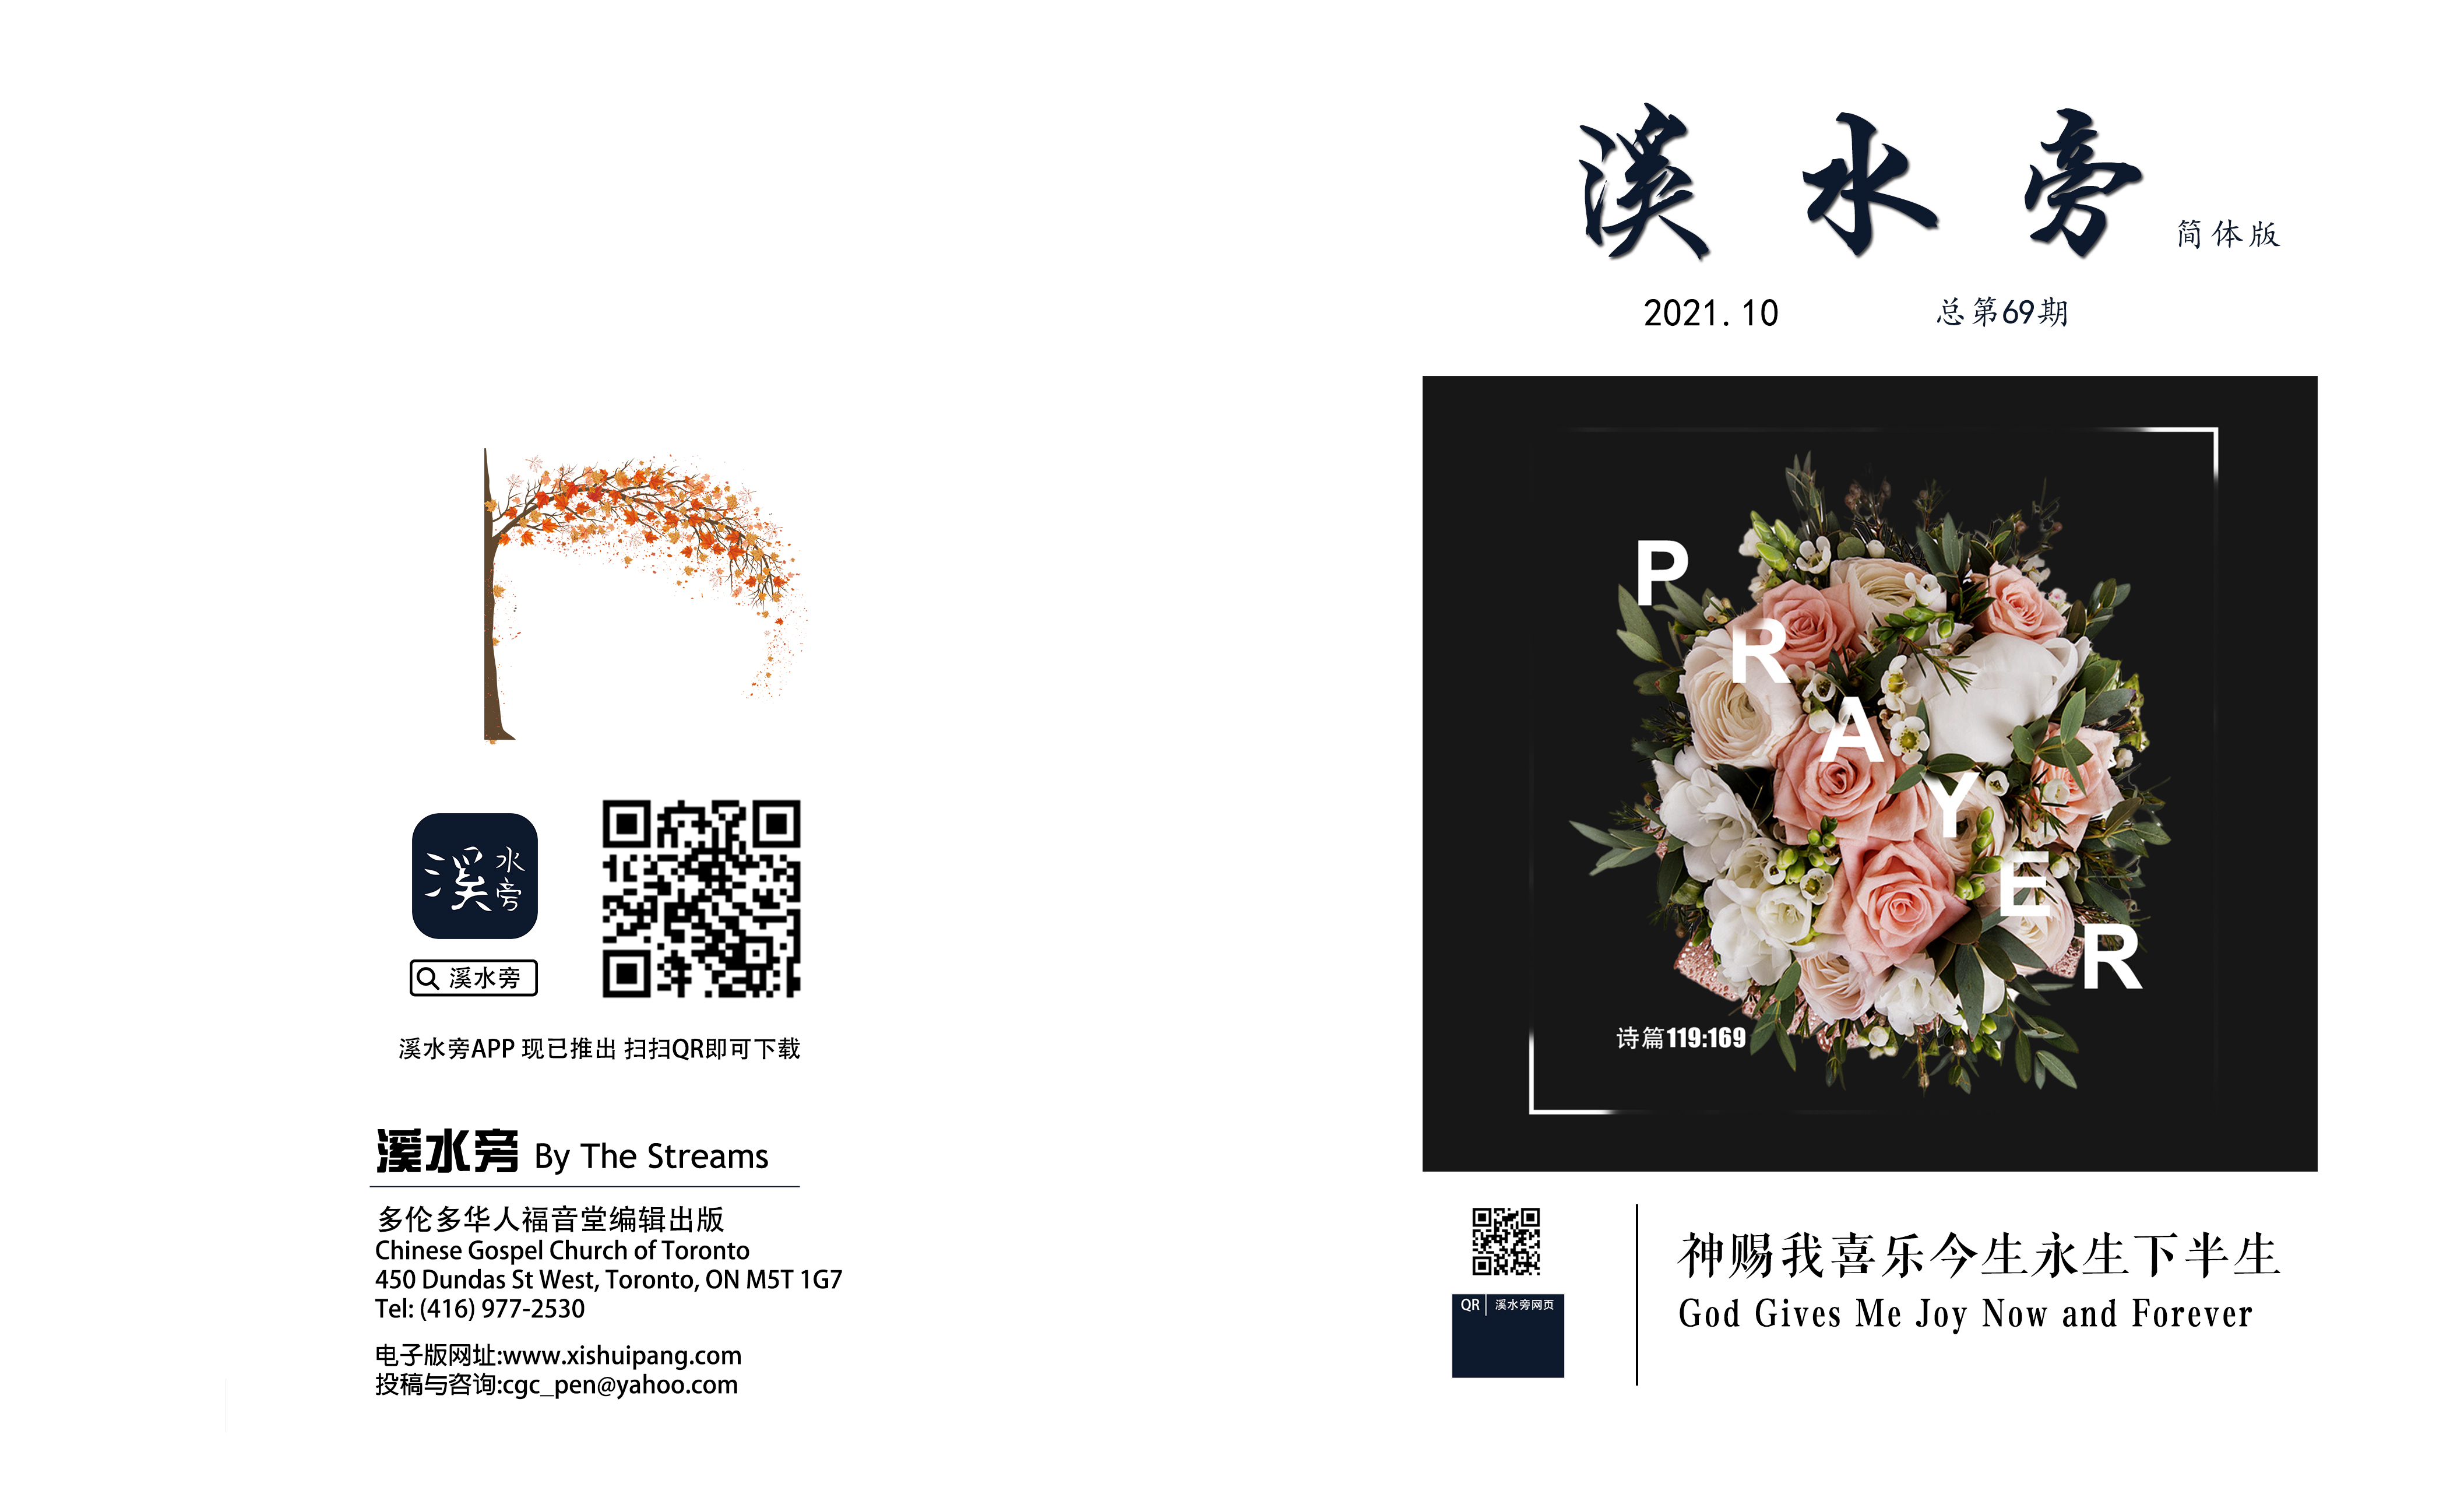 溪水旁
水
旁
溪水旁
溪水旁APP 现已推出 扫扫QR即可下载
溪水旁 By The Streams
多伦多华人福音堂编辑出版
Chinese Gospel Church of Toronto
450 Dundas St West, Toronto, ON M5T 1G7
Tel: (416) 977-2530
电子版网址:www.xishuipang.com
投稿与咨询:cgc_pen@yahoo.com
溪水旁 简体版
2021.10 总第69期
PRAYER
诗篇119:169
QR | 溪水旁网页
神赐我喜乐今生永生下半生
God Gives Me Joy Now and Forever